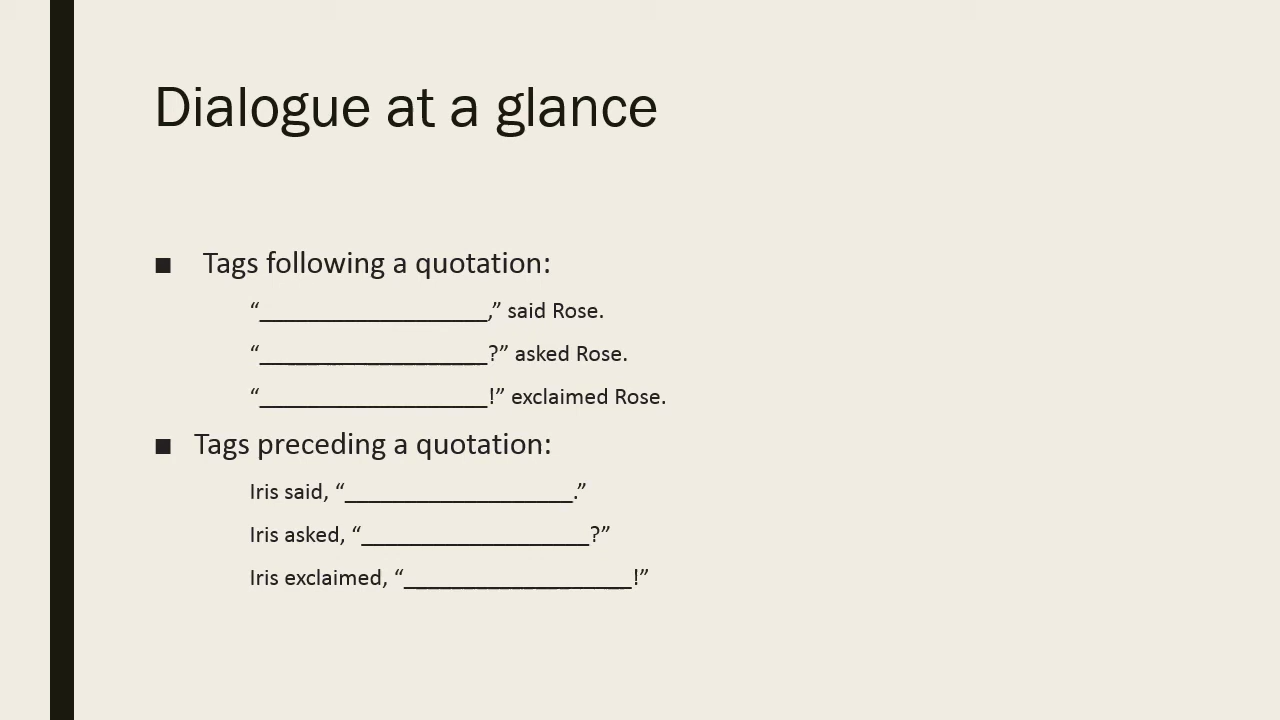 Dialogue at a glance
■ Tags following a quotation:
“___________________,” said Rose.
“___________________?” asked Rose.
“___________________!” exclaimed Rose.
■ Tags preceding a quotation:
Iris said, “___________________.”
Iris asked, “___________________?”
Iris exclaimed, “___________________!”